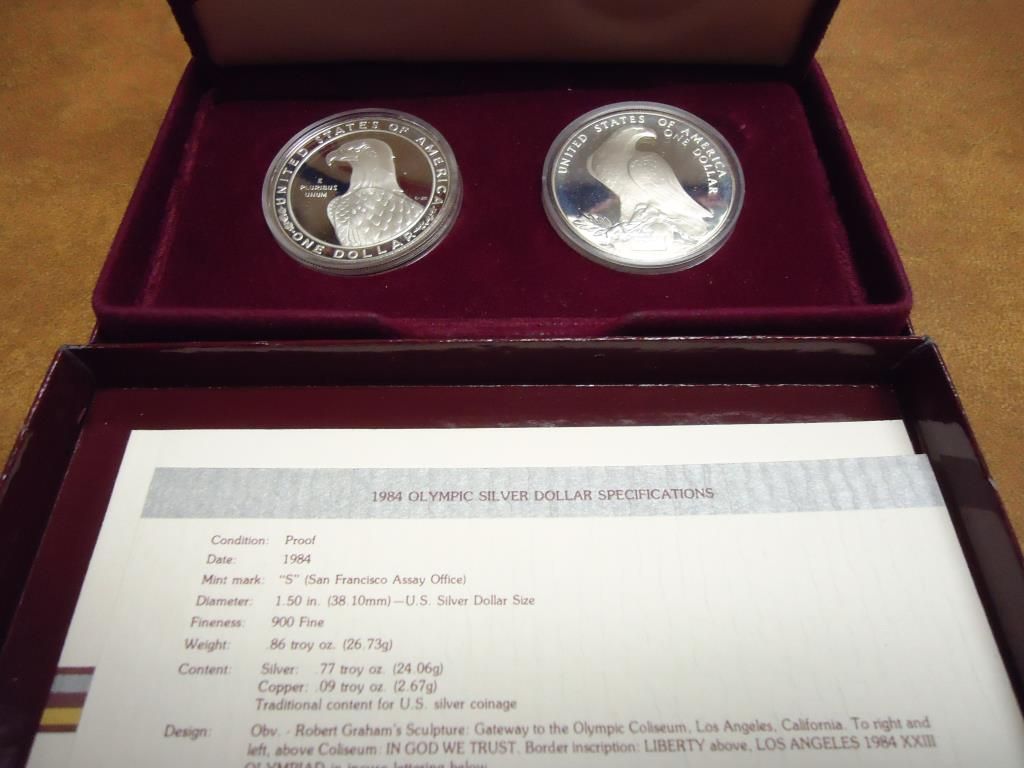 UNITED STATES OF AMERICA
E
PLURIBUS
UNUM
ONE DOLLAR
UNITED STATES OF AMERICA
ONE DOLLAR
1984 OLYMPIC SILVER DOLLAR SPECIFICATIONS
Condition: Proof
Date: 1984
Mint mark: "S" (San Francisco Assay Office)
Diameter: 1.50 in. (38.10mm)—U.S. Silver Dollar Size
Fineness: 900 Fine
Weight: .86 troy oz. (26.73g)
Content: Silver: .77 troy oz. (24.06g)
Copper: .09 troy oz. (2.67g)
Traditional content for U.S. silver coinage
Design: Obv. - Robert Graham's Sculpture: Gateway to the Olympic Coliseum, Los Angeles, California. To right and
left, above Coliseum: IN GOD WE TRUST. Border inscription: LIBERTY above, LOS ANGELES 1984 XXIII
OLYMPIAD in incuse lettering below